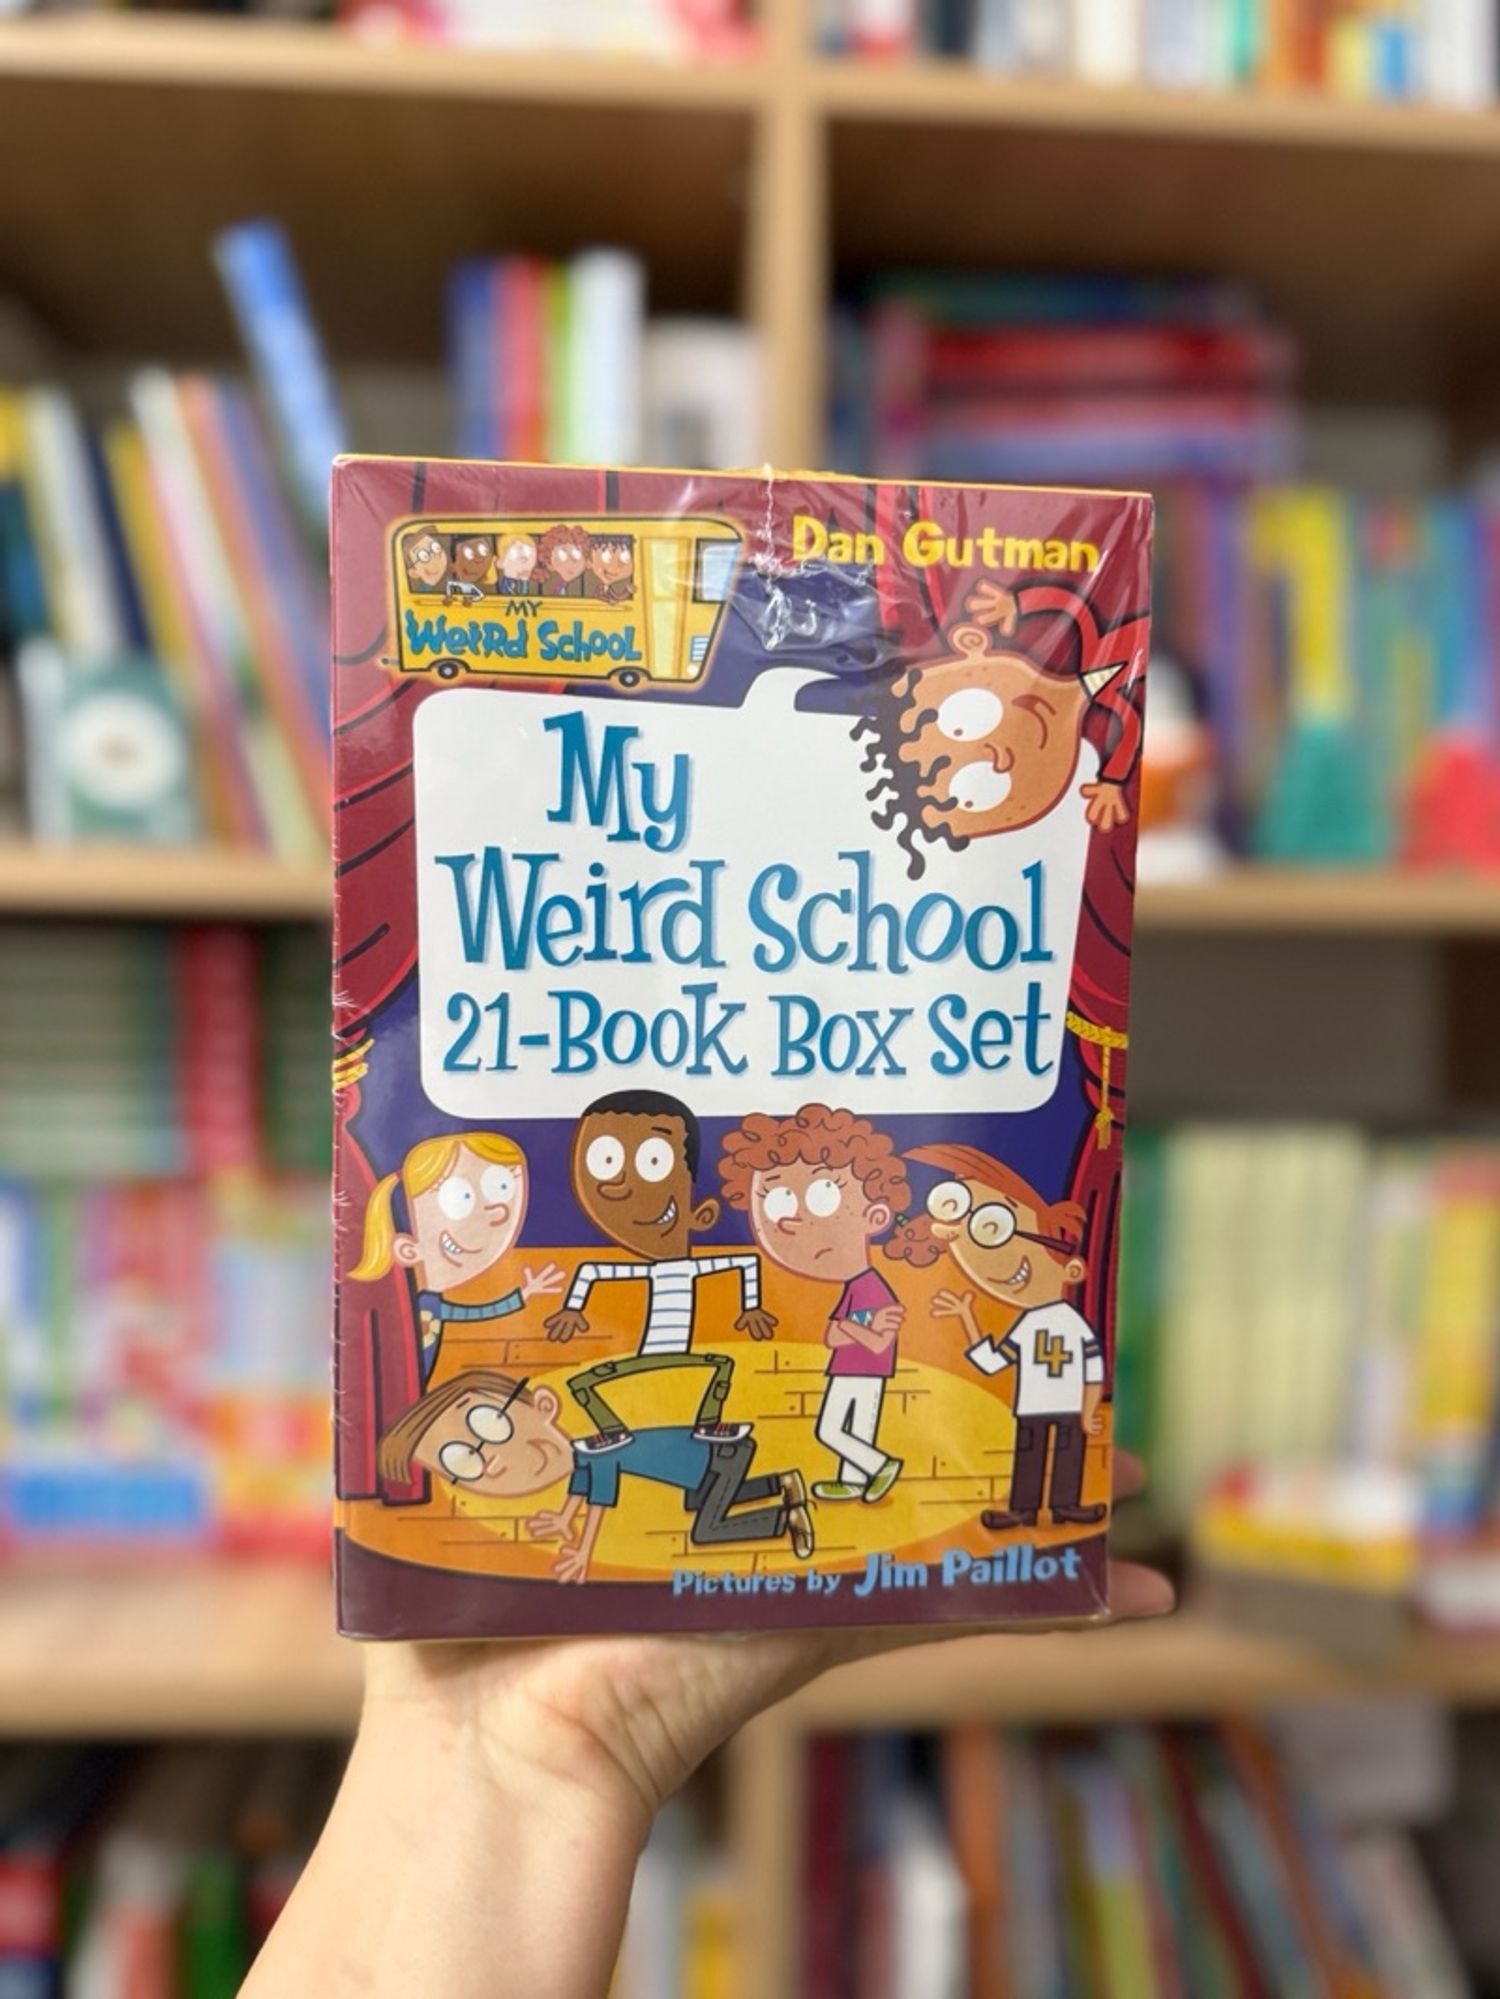 Dan Gutman
MY
Weird School
My
Weird School
21-Book Box Set
4
Pictures by Jim Paillot